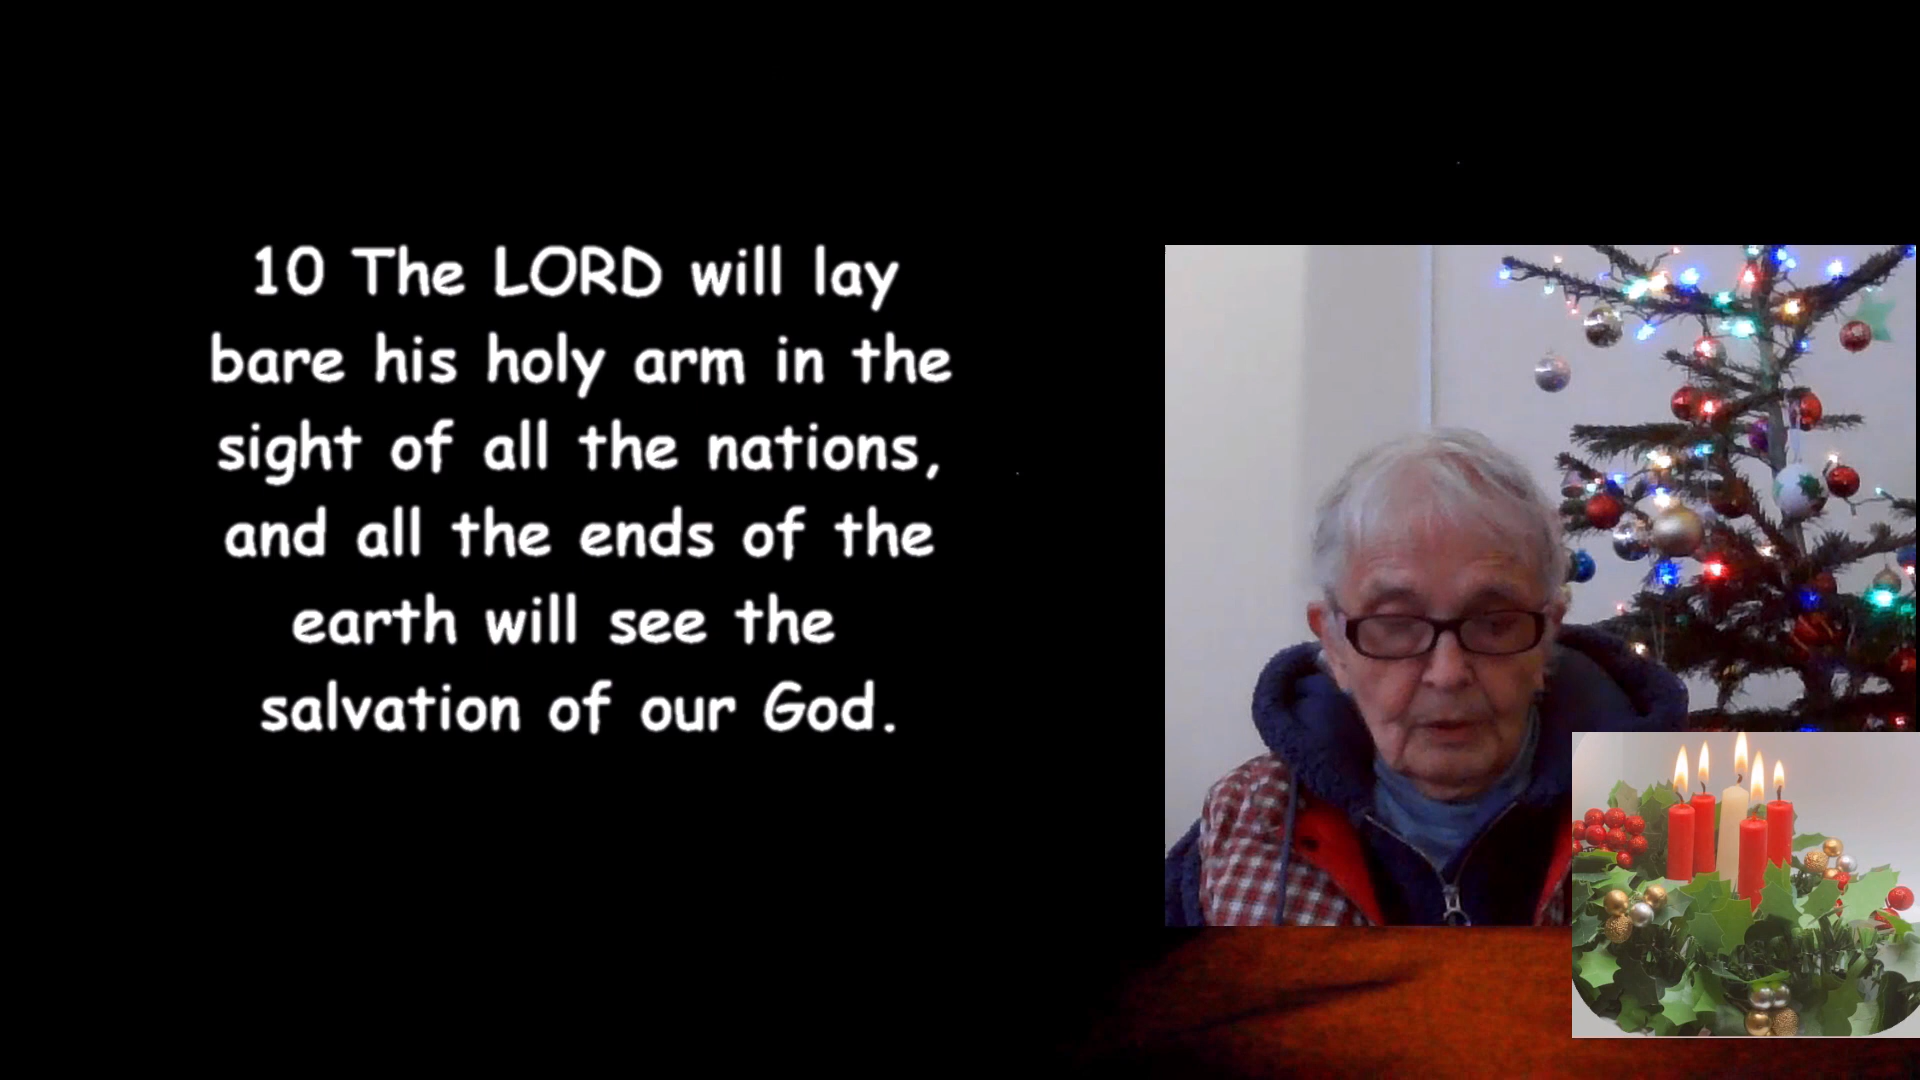 10 The LORD will lay
bare his holy arm in the
sight of all the nations,
and all the ends of the
earth will see the
salvation of our God.